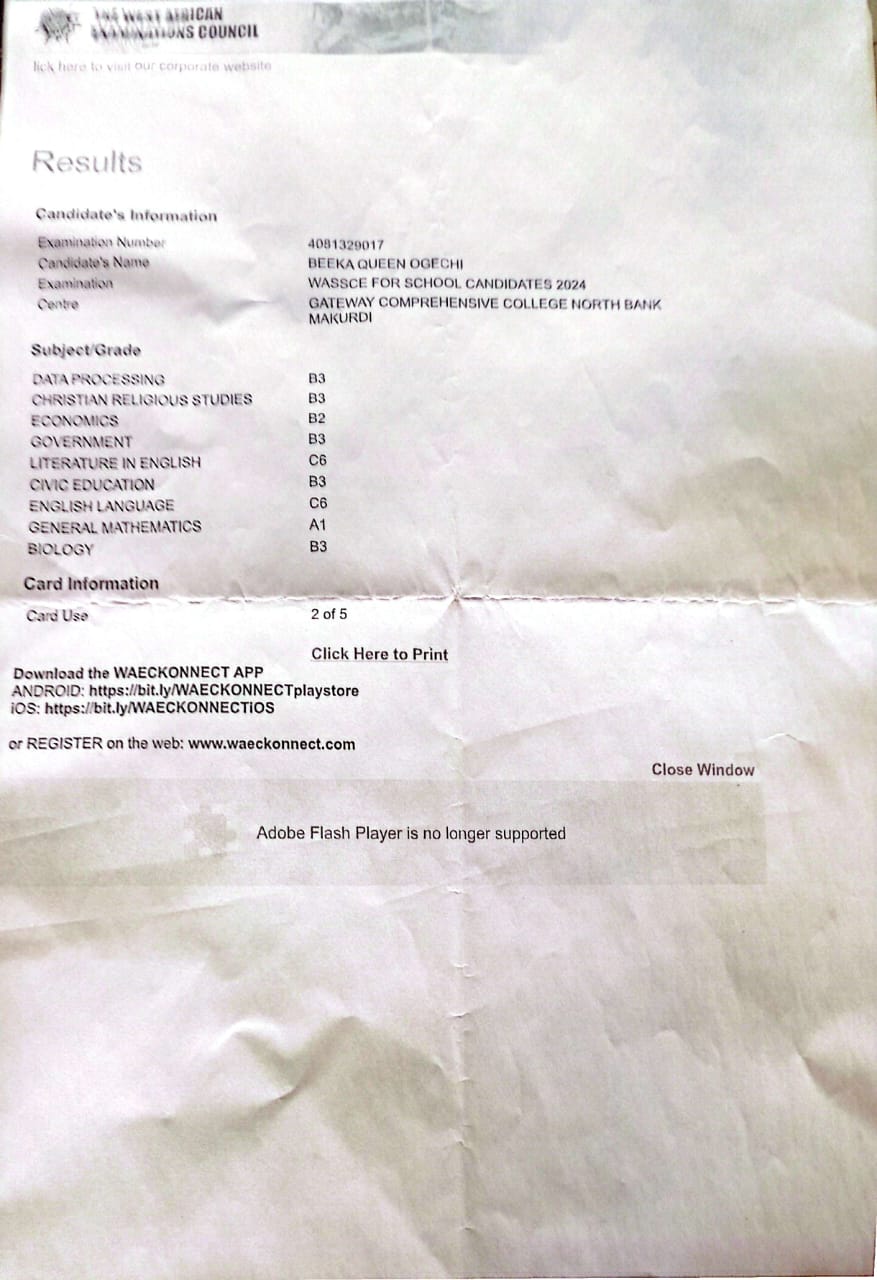 THE WEST AFRICAN
EXAMINATIONS COUNCIL
lick here to visit our corporate website
Results
Candidate's Information
Examination Number 4081329017
Candidate's Name BEEKA QUEEN OGECHI
Examination WASSCE FOR SCHOOL CANDIDATES 2024
Centre GATEWAY COMPREHENSIVE COLLEGE NORTH BANK
MAKURDI
Subject/Grade
DATA PROCESSING B3
CHRISTIAN RELIGIOUS STUDIES B3
ECONOMICS B2
GOVERNMENT B3
LITERATURE IN ENGLISH C6
CIVIC EDUCATION B3
ENGLISH LANGUAGE C6
GENERAL MATHEMATICS A1
BIOLOGY B3
Card Information
Card Use 2 of 5
Click Here to Print
Download the WAECKONNECT APP
ANDROID: https://bit.ly/WAECKONNECTplaystore
iOS: https://bit.ly/WAECKONNECTiOS
or REGISTER on the web: www.waeckonnect.com
Close Window
Adobe Flash Player is no longer supported